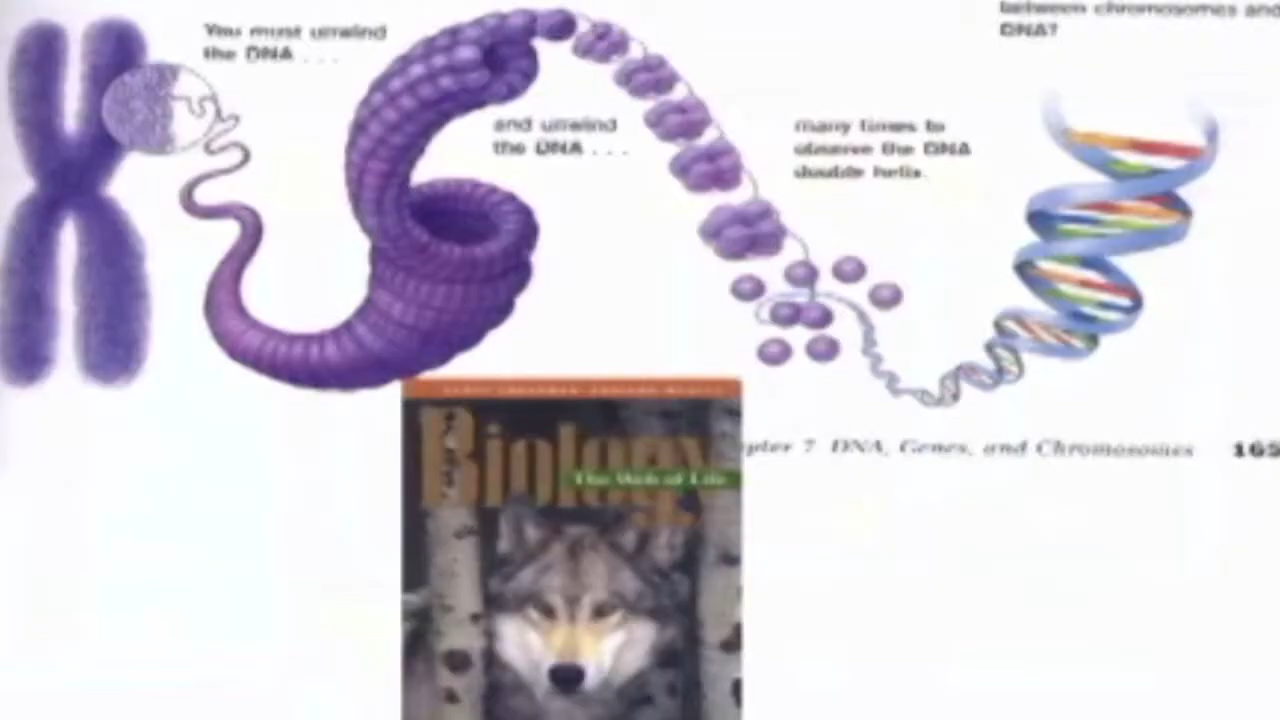 between chromosomes and
DNA?
You must unwind
the DNA . . .
and unwind
the DNA . . .
many times to
observe the DNA
double helix.
pter 7 DNA, Genes, and Chromosomes 165
Biology
The Web of Life